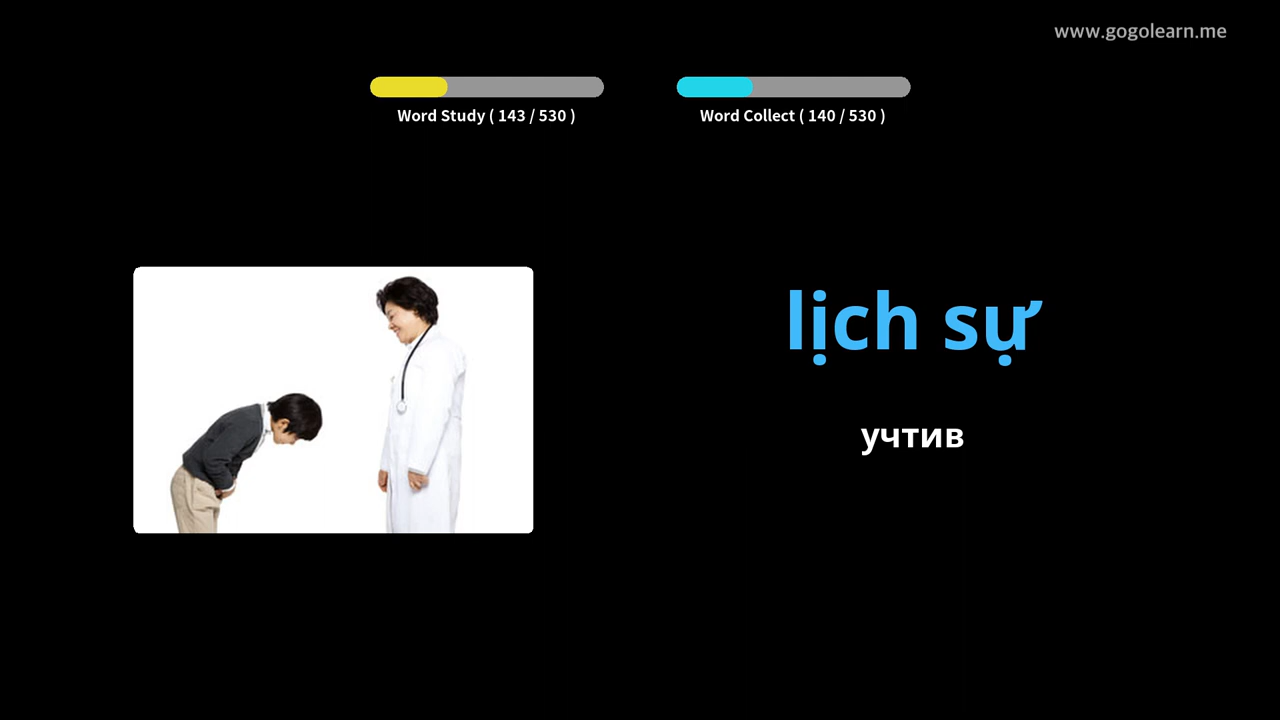 www.gogolearn.me
Word Study ( 143 / 530 )
Word Collect ( 140 / 530 )
lịch sự
учтив